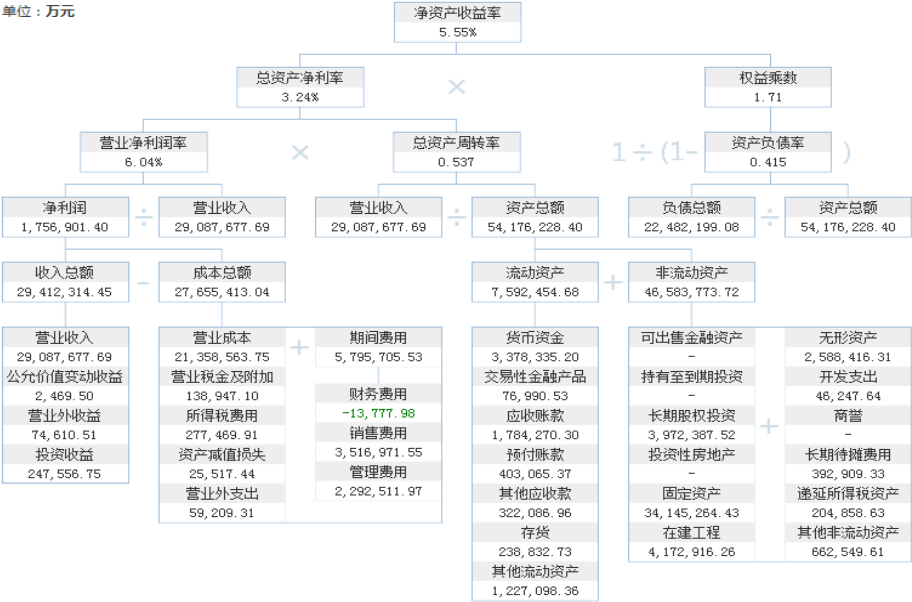 单位：万元
净资产收益率
5.55%
总资产净利率
3.24%
×
权益乘数
1.71
营业净利润率
6.04%
×
总资产周转率
0.537
1÷(1-
资产负债率
0.415
)
净利润
1,756,901.40
÷
营业收入
29,087,677.69
营业收入
29,087,677.69
÷
资产总额
54,176,228.40
负债总额
22,482,199.08
÷
资产总额
54,176,228.40
收入总额
29,412,314.45
-
成本总额
27,655,413.04
流动资产
7,592,454.68
+
非流动资产
46,583,773.72
营业收入
29,087,677.69
公允价值变动收益
2,469.50
营业外收益
74,610.51
投资收益
247,556.75
营业成本
21,358,563.75
营业税金及附加
138,947.10
所得税费用
277,469.91
资产减值损失
25,517.44
营业外支出
59,209.31
+
期间费用
5,795,705.53
财务费用
-13,777.98
销售费用
3,516,971.55
管理费用
2,292,511.97
货币资金
3,378,335.20
交易性金融产品
76,990.53
应收账款
1,784,270.30
预付账款
403,065.37
其他应收款
322,086.96
存货
238,832.73
其他流动资产
1,227,098.36
可出售金融资产
-
持有至到期投资
-
长期股权投资
3,972,387.52
投资性房地产
-
固定资产
34,145,264.43
在建工程
4,172,916.26
+
无形资产
2,588,416.31
开发支出
46,247.64
商誉
-
长期待摊费用
392,909.33
递延所得税资产
204,858.63
其他非流动资产
662,549.61